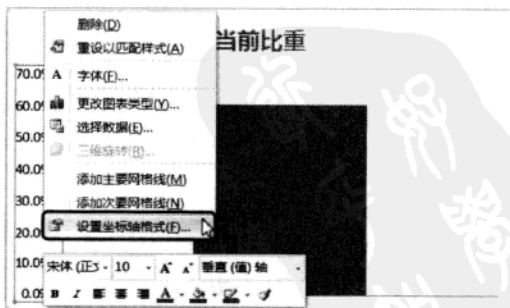 当前比重
删除(D)
重设以匹配样式(A)
字体(F)...
更改图表类型(Y)...
选择数据(E)...
三维旋转(R)...
添加主要网格线(M)
添加次要网格线(N)
设置坐标轴格式(F)...
70.0%
60.0%
50.0%
40.0%
30.0%
20.0%
10.0%
0.0%
宋体 (正文 10 A A 垂直 (值) 轴
B I A